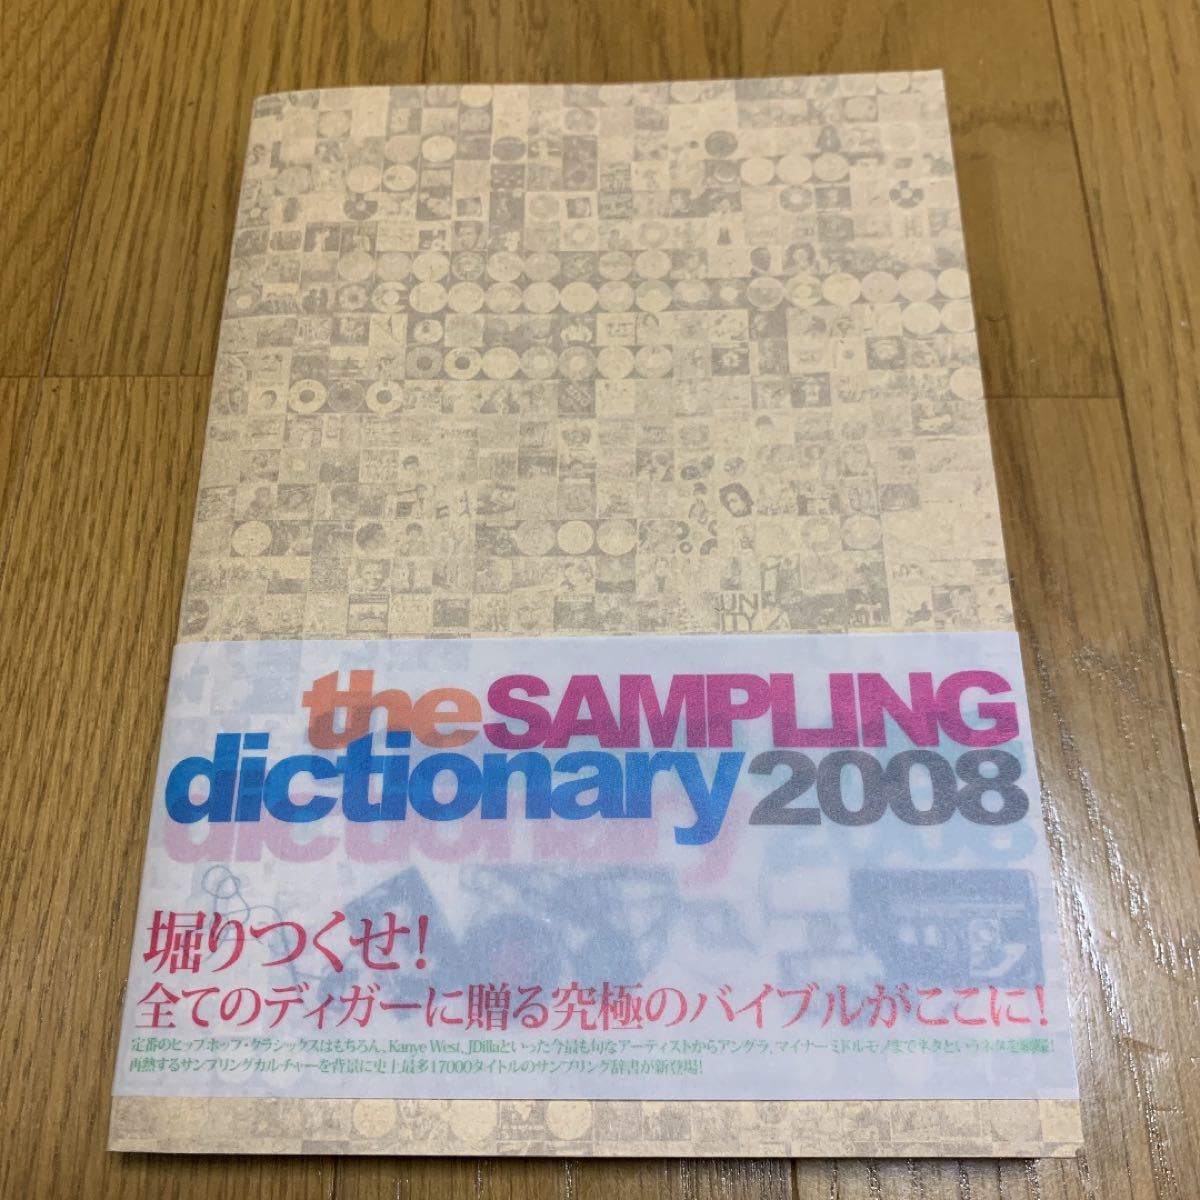 the SAMPLING
dictionary 2008
堀りつくせ!
全てのディガーに贈る究極のバイブルがここに!
定番のヒップホップ・クラシックスはもちろん、Kanye West、JDillaといった今最も旬なアーティストからアングラ、マイナーミドルモノまでネタというネタを網羅!
再熱するサンプリングカルチャーを背景に史上最多17000タイトルのサンプリング辞書が新登場!
UN
ITY